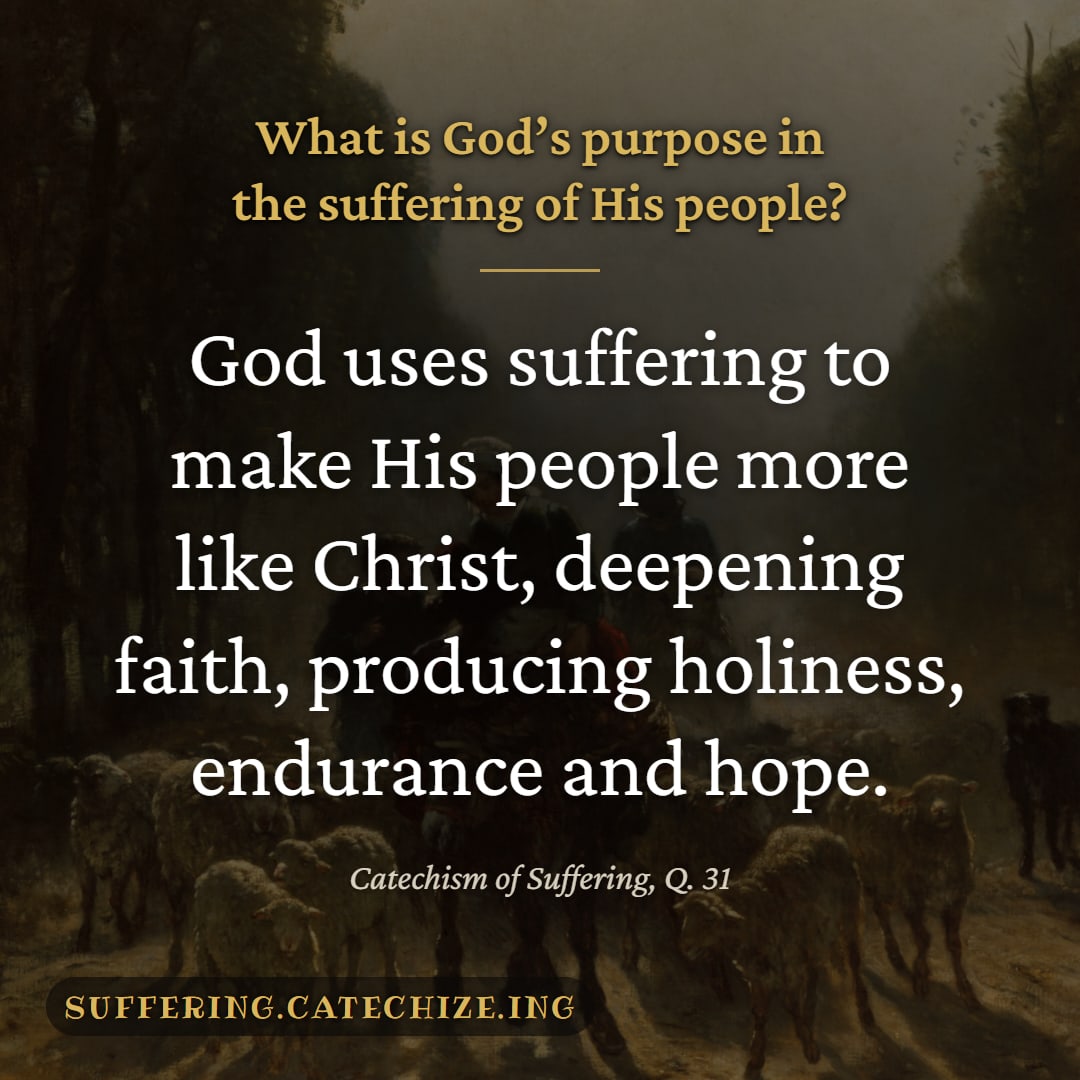 What is God’s purpose in
the suffering of His people?
God uses suffering to
make His people more
like Christ, deepening
faith, producing holiness,
endurance and hope.
Catechism of Suffering, Q. 31
SUFFERING.CATECHIZE.ING